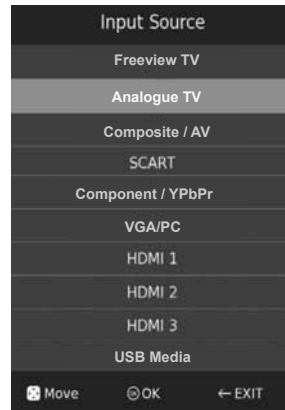 Input Source
Freeview TV
Analogue TV
Composite / AV
SCART
Component / YPbPr
VGA/PC
HDMI 1
HDMI 2
HDMI 3
USB Media
Move OK ← EXIT